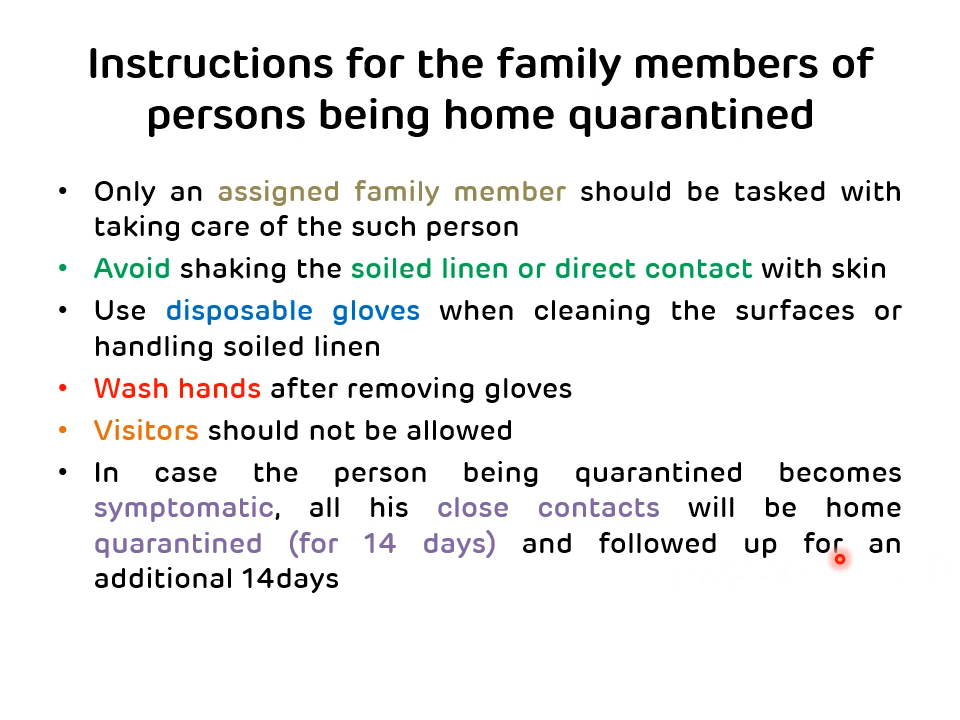 Instructions for the family members of
persons being home quarantined
• Only an assigned family member should be tasked with
taking care of the such person
• Avoid shaking the soiled linen or direct contact with skin
• Use disposable gloves when cleaning the surfaces or
handling soiled linen
• Wash hands after removing gloves
• Visitors should not be allowed
• In case the person being quarantined becomes
symptomatic, all his close contacts will be home
quarantined (for 14 days) and followed up for an
additional 14days